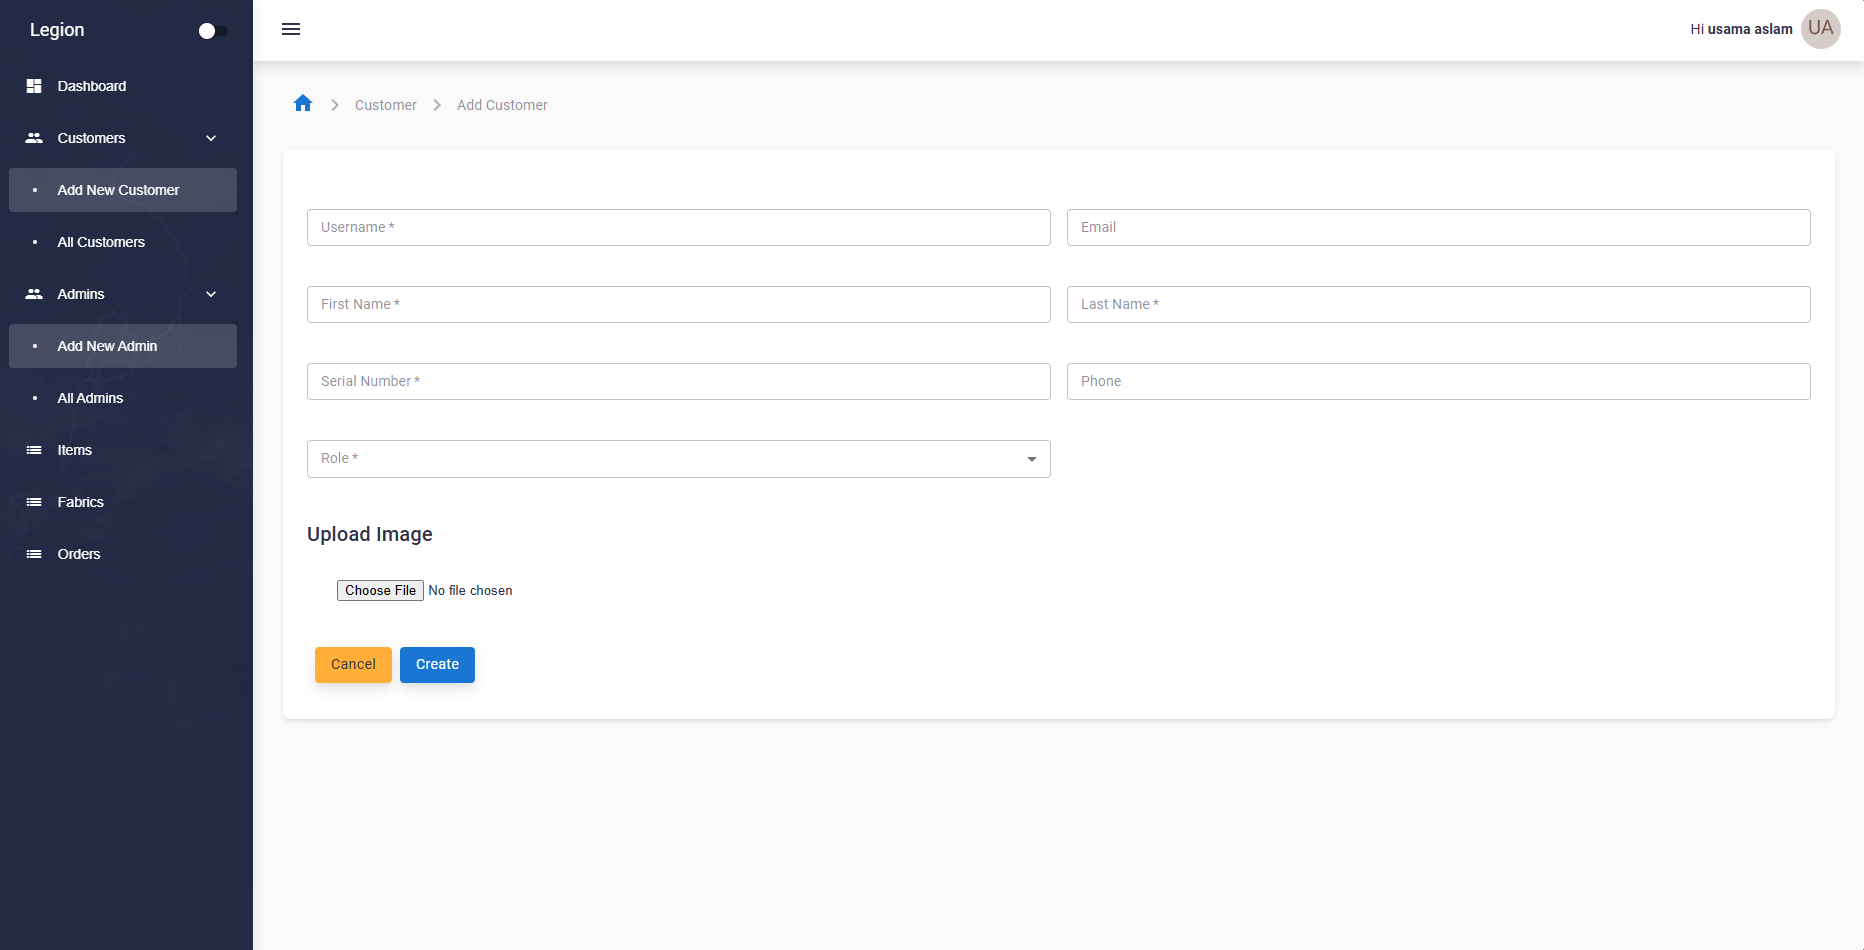 Legion
Dashboard
Customers
Add New Customer
All Customers
Admins
Add New Admin
All Admins
Items
Fabrics
Orders
Hi usama aslam UA
Customer Add Customer
Username * Email
First Name * Last Name *
Serial Number * Phone
Role *
Upload Image
Choose File No file chosen
Cancel Create